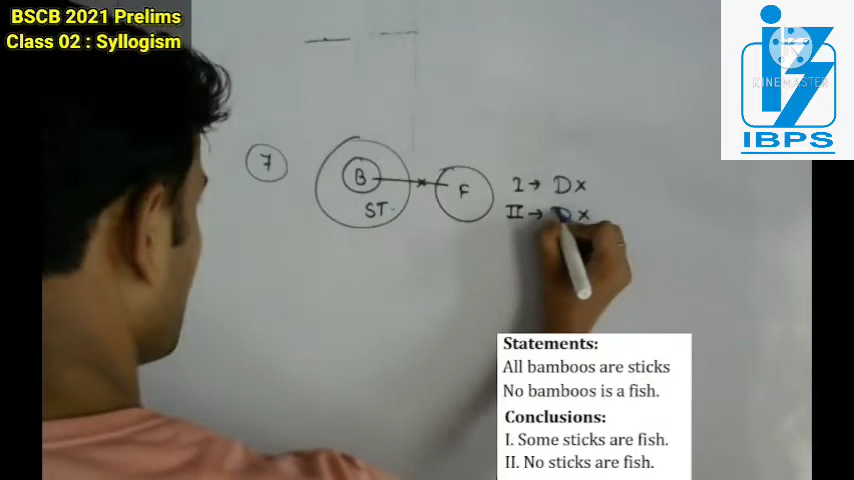 BSCB 2021 Prelims
Class 02 : Syllogism
KINEMASTER
IBPS
7
B
ST.
F
I → D x
II → D x
Statements:
All bamboos are sticks
No bamboos is a fish.
Conclusions:
I. Some sticks are fish.
II. No sticks are fish.